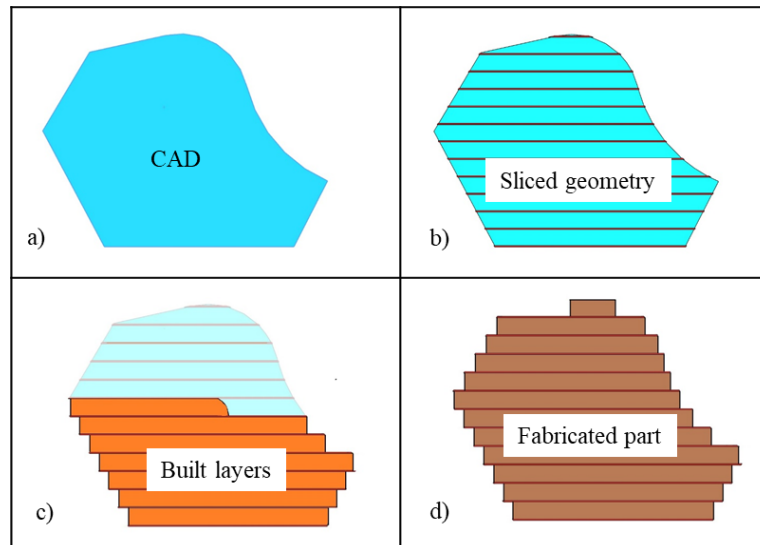 CAD
a)
Sliced geometry
b)
Built layers
c)
Fabricated part
d)